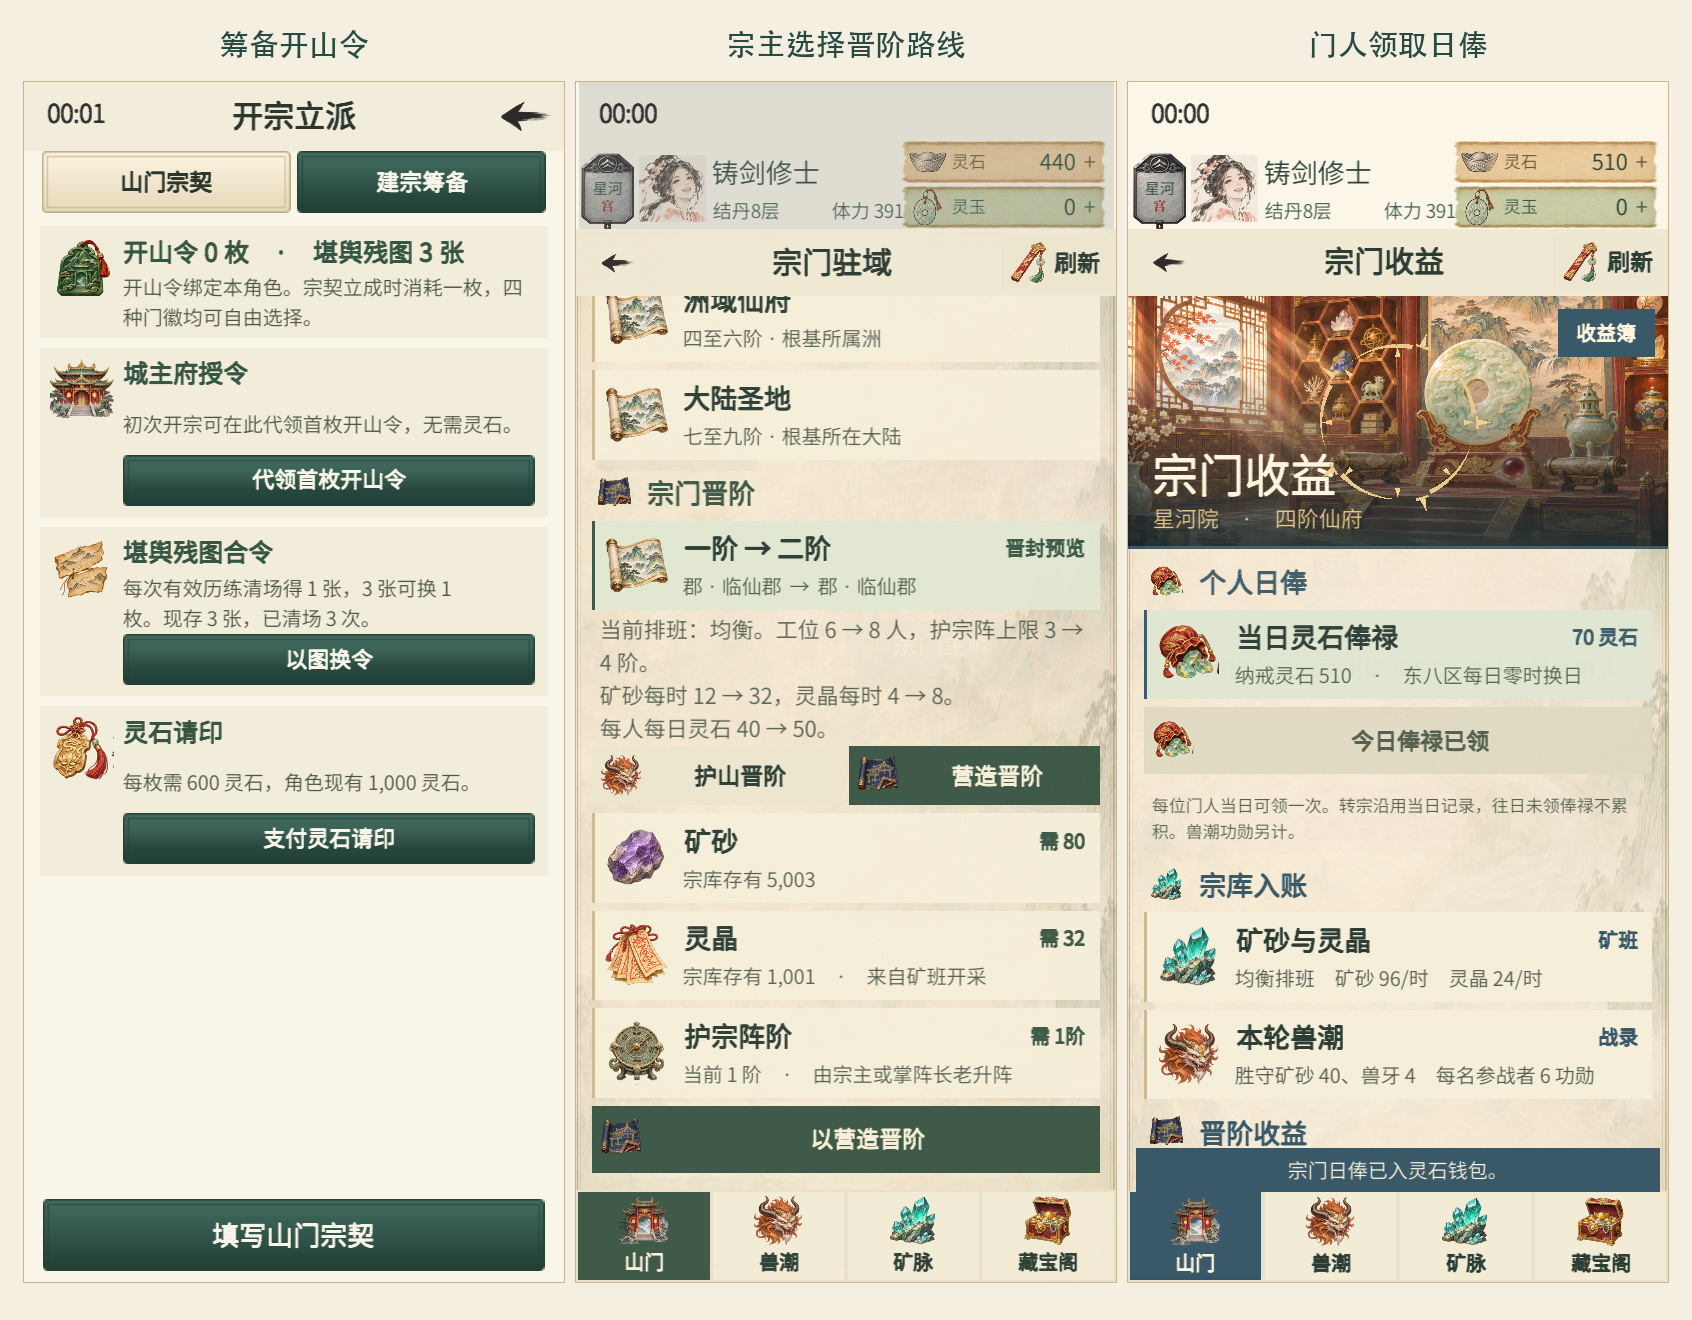 筹备开山令
00:01
开宗立派
山门宗契
建宗筹备
开山令 0 枚 · 堪舆残图 3 张
开山令绑定本角色。宗契立成时消耗一枚，四
种门徽均可自由选择。
城主府授令
初次开宗可在此代领首枚开山令，无需灵石。
代领首枚开山令
堪舆残图合令
每次有效历练清场得 1 张，3 张可换 1
枚。现存 3 张，已清场 3 次。
以图换令
灵石请印
每枚需 600 灵石，角色现有 1,000 灵石。
支付灵石请印
填写山门宗契
宗主选择晋阶路线
00:00
星河
宫
铸剑修士
结丹8层
体力 391
灵石
440 +
灵玉
0 +
宗门驻域
刷新
洲域仙府
四至六阶 · 根基所属洲
大陆圣地
七至九阶 · 根基所在大陆
宗门晋阶
一阶 → 二阶
晋封预览
郡 · 临仙郡 → 郡 · 临仙郡
当前排班：均衡。工位 6 → 8 人，护宗阵上限 3 →
4 阶。
矿砂每时 12 → 32，灵晶每时 4 → 8。
每人每日灵石 40 → 50。
护山晋阶
营造晋阶
矿砂
需 80
宗库存有 5,003
灵晶
需 32
宗库存有 1,001 · 来自矿班开采
护宗阵阶
需 1阶
当前 1 阶 · 由宗主或掌阵长老升阵
以营造晋阶
山门
兽潮
矿脉
藏宝阁
门人领取日俸
00:00
星河
宫
铸剑修士
结丹8层
体力 391
灵石
510 +
灵玉
0 +
宗门收益
刷新
收益簿
宗门收益
星河院 · 四阶仙府
个人日俸
当日灵石俸禄
70 灵石
纳戒灵石 510 · 东八区每日零时换日
今日俸禄已领
每位门人当日可领一次。转宗沿用当日记录，往日未领俸禄不累
积。兽潮功勋另计。
宗库入账
矿砂与灵晶
矿班
均衡排班 矿砂 96/时 灵晶 24/时
本轮兽潮
战录
胜守矿砂 40、兽牙 4 每名参战者 6 功勋
晋阶收益
宗门日俸已入灵石钱包。
山门
兽潮
矿脉
藏宝阁